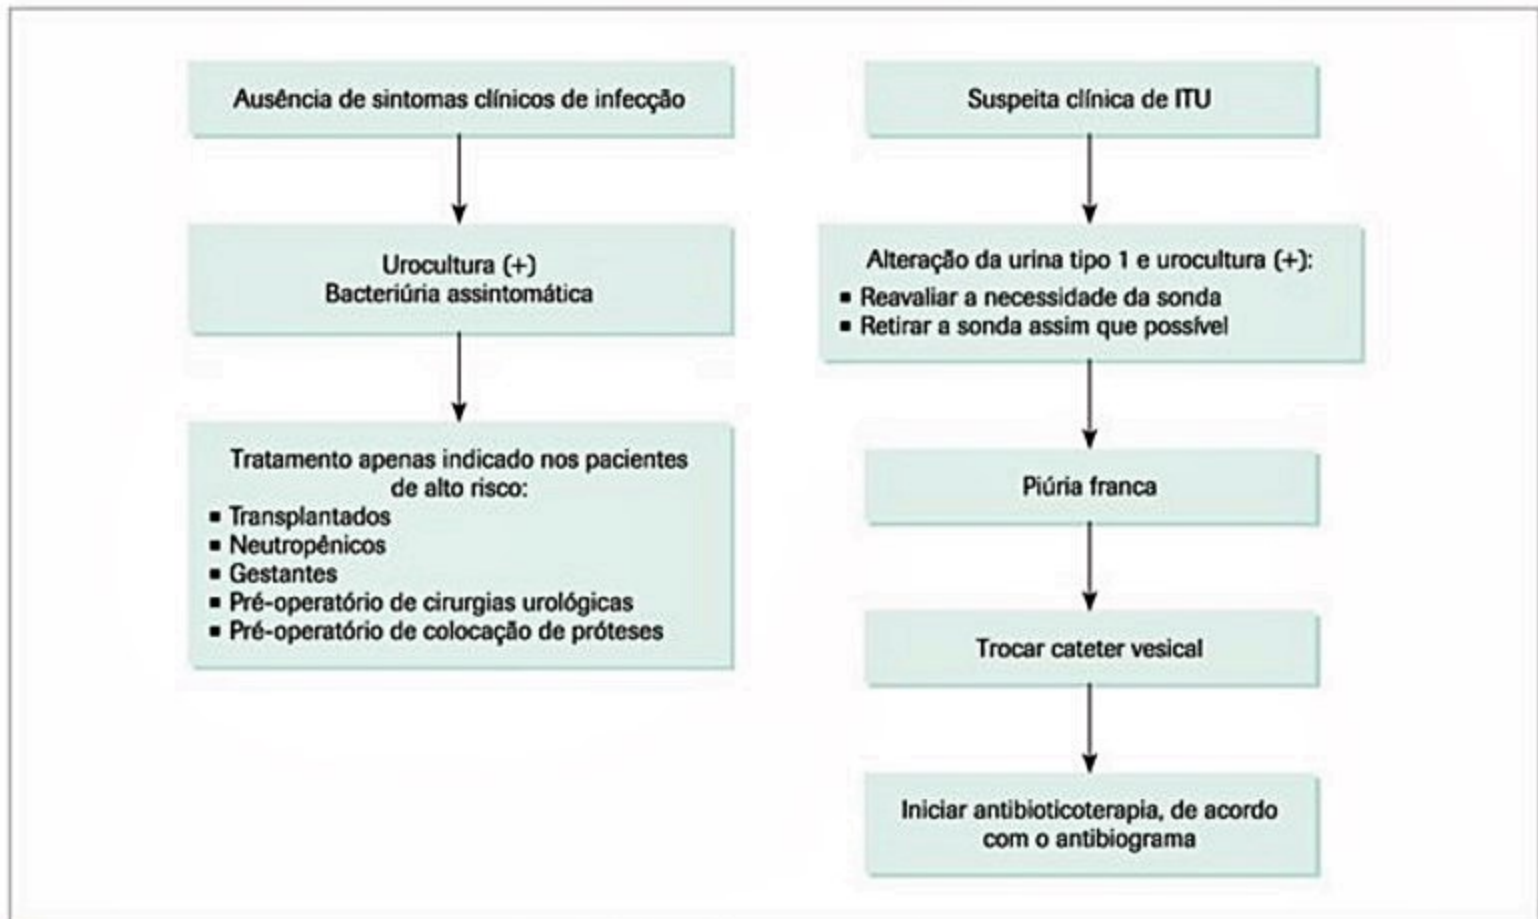 Ausência de sintomas clínicos de infecção
Urocultura (+)
Bacteriúria assintomática
Tratamento apenas indicado nos pacientes
de alto risco:
▪ Transplantados
▪ Neutropênicos
▪ Gestantes
▪ Pré-operatório de cirurgias urológicas
▪ Pré-operatório de colocação de próteses
Suspeita clínica de ITU
Alteração da urina tipo 1 e urocultura (+):
▪ Reavaliar a necessidade da sonda
▪ Retirar a sonda assim que possível
Piúria franca
Trocar cateter vesical
Iniciar antibioticoterapia, de acordo
com o antibiograma